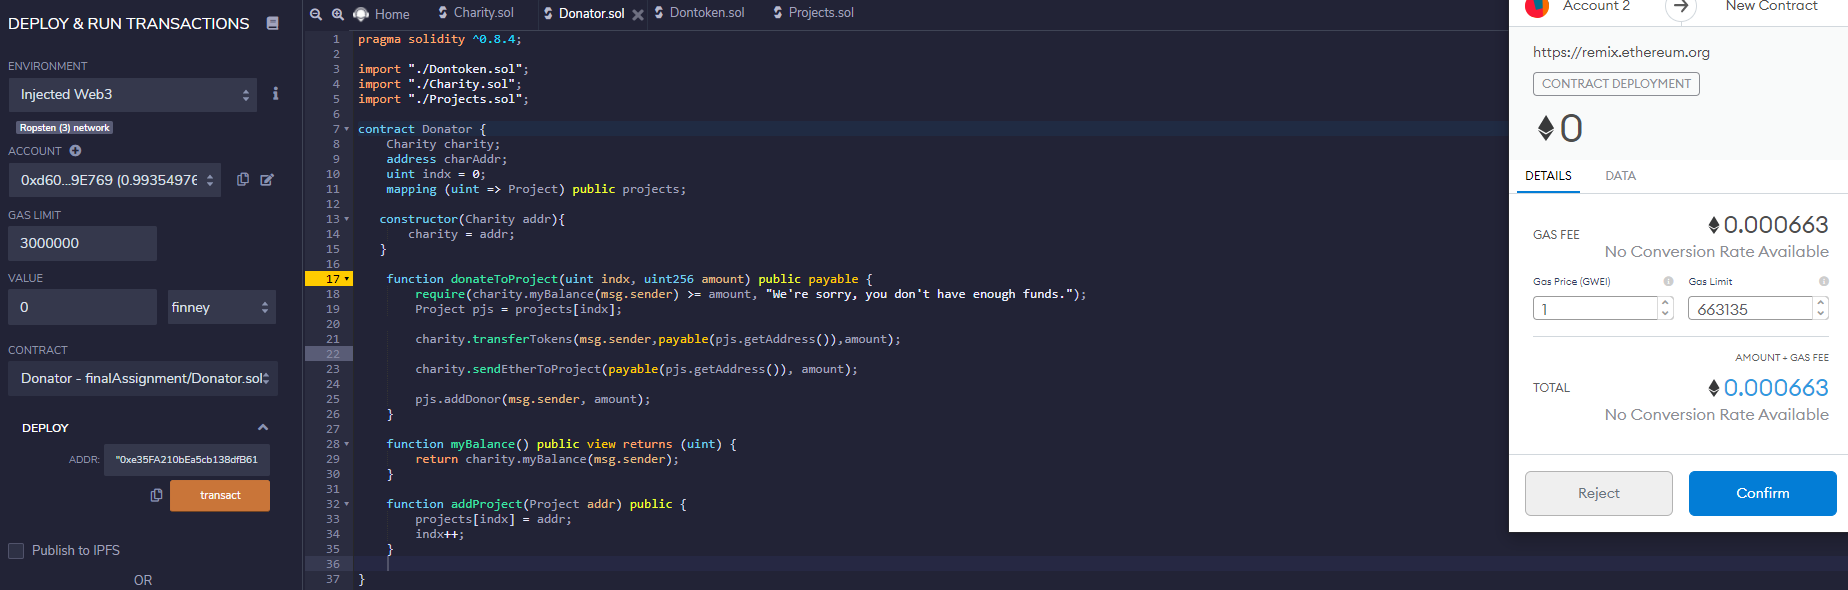 DEPLOY & RUN TRANSACTIONS
ENVIRONMENT
Injected Web3
Ropsten (3) network
ACCOUNT
0xd60...9E769 (0.99354976
GAS LIMIT
3000000
VALUE
0 finney
CONTRACT
Donator - finalAssignment/Donator.sol
DEPLOY
ADDR: "0xe35FA210bEa5cb138dfB61
transact
Publish to IPFS
OR
Home Charity.sol Donator.sol Dontoken.sol Projects.sol
1 pragma solidity ^0.8.4;
2
3 import "./Dontoken.sol";
4 import "./Charity.sol";
5 import "./Projects.sol";
6
7 contract Donator {
8 Charity charity;
9 address charAddr;
10 uint indx = 0;
11 mapping (uint => Project) public projects;
12
13 constructor(Charity addr){
14 charity = addr;
15 }
16
17 function donateToProject(uint indx, uint256 amount) public payable {
18 require(charity.myBalance(msg.sender) >= amount, "We're sorry, you don't have enough funds.");
19 Project pjs = projects[indx];
20
21 charity.transferTokens(msg.sender,payable(pjs.getAddress()),amount);
22
23 charity.sendEtherToProject(payable(pjs.getAddress()), amount);
24
25 pjs.addDonor(msg.sender, amount);
26 }
27
28 function myBalance() public view returns (uint) {
29 return charity.myBalance(msg.sender);
30 }
31
32 function addProject(Project addr) public {
33 projects[indx] = addr;
34 indx++;
35 }
36
37 }
Account 2 New Contract
https://remix.ethereum.org
CONTRACT DEPLOYMENT
0
DETAILS DATA
GAS FEE 0.000663
No Conversion Rate Available
Gas Price (GWEI) Gas Limit
1 663135
AMOUNT + GAS FEE
TOTAL 0.000663
No Conversion Rate Available
Reject Confirm